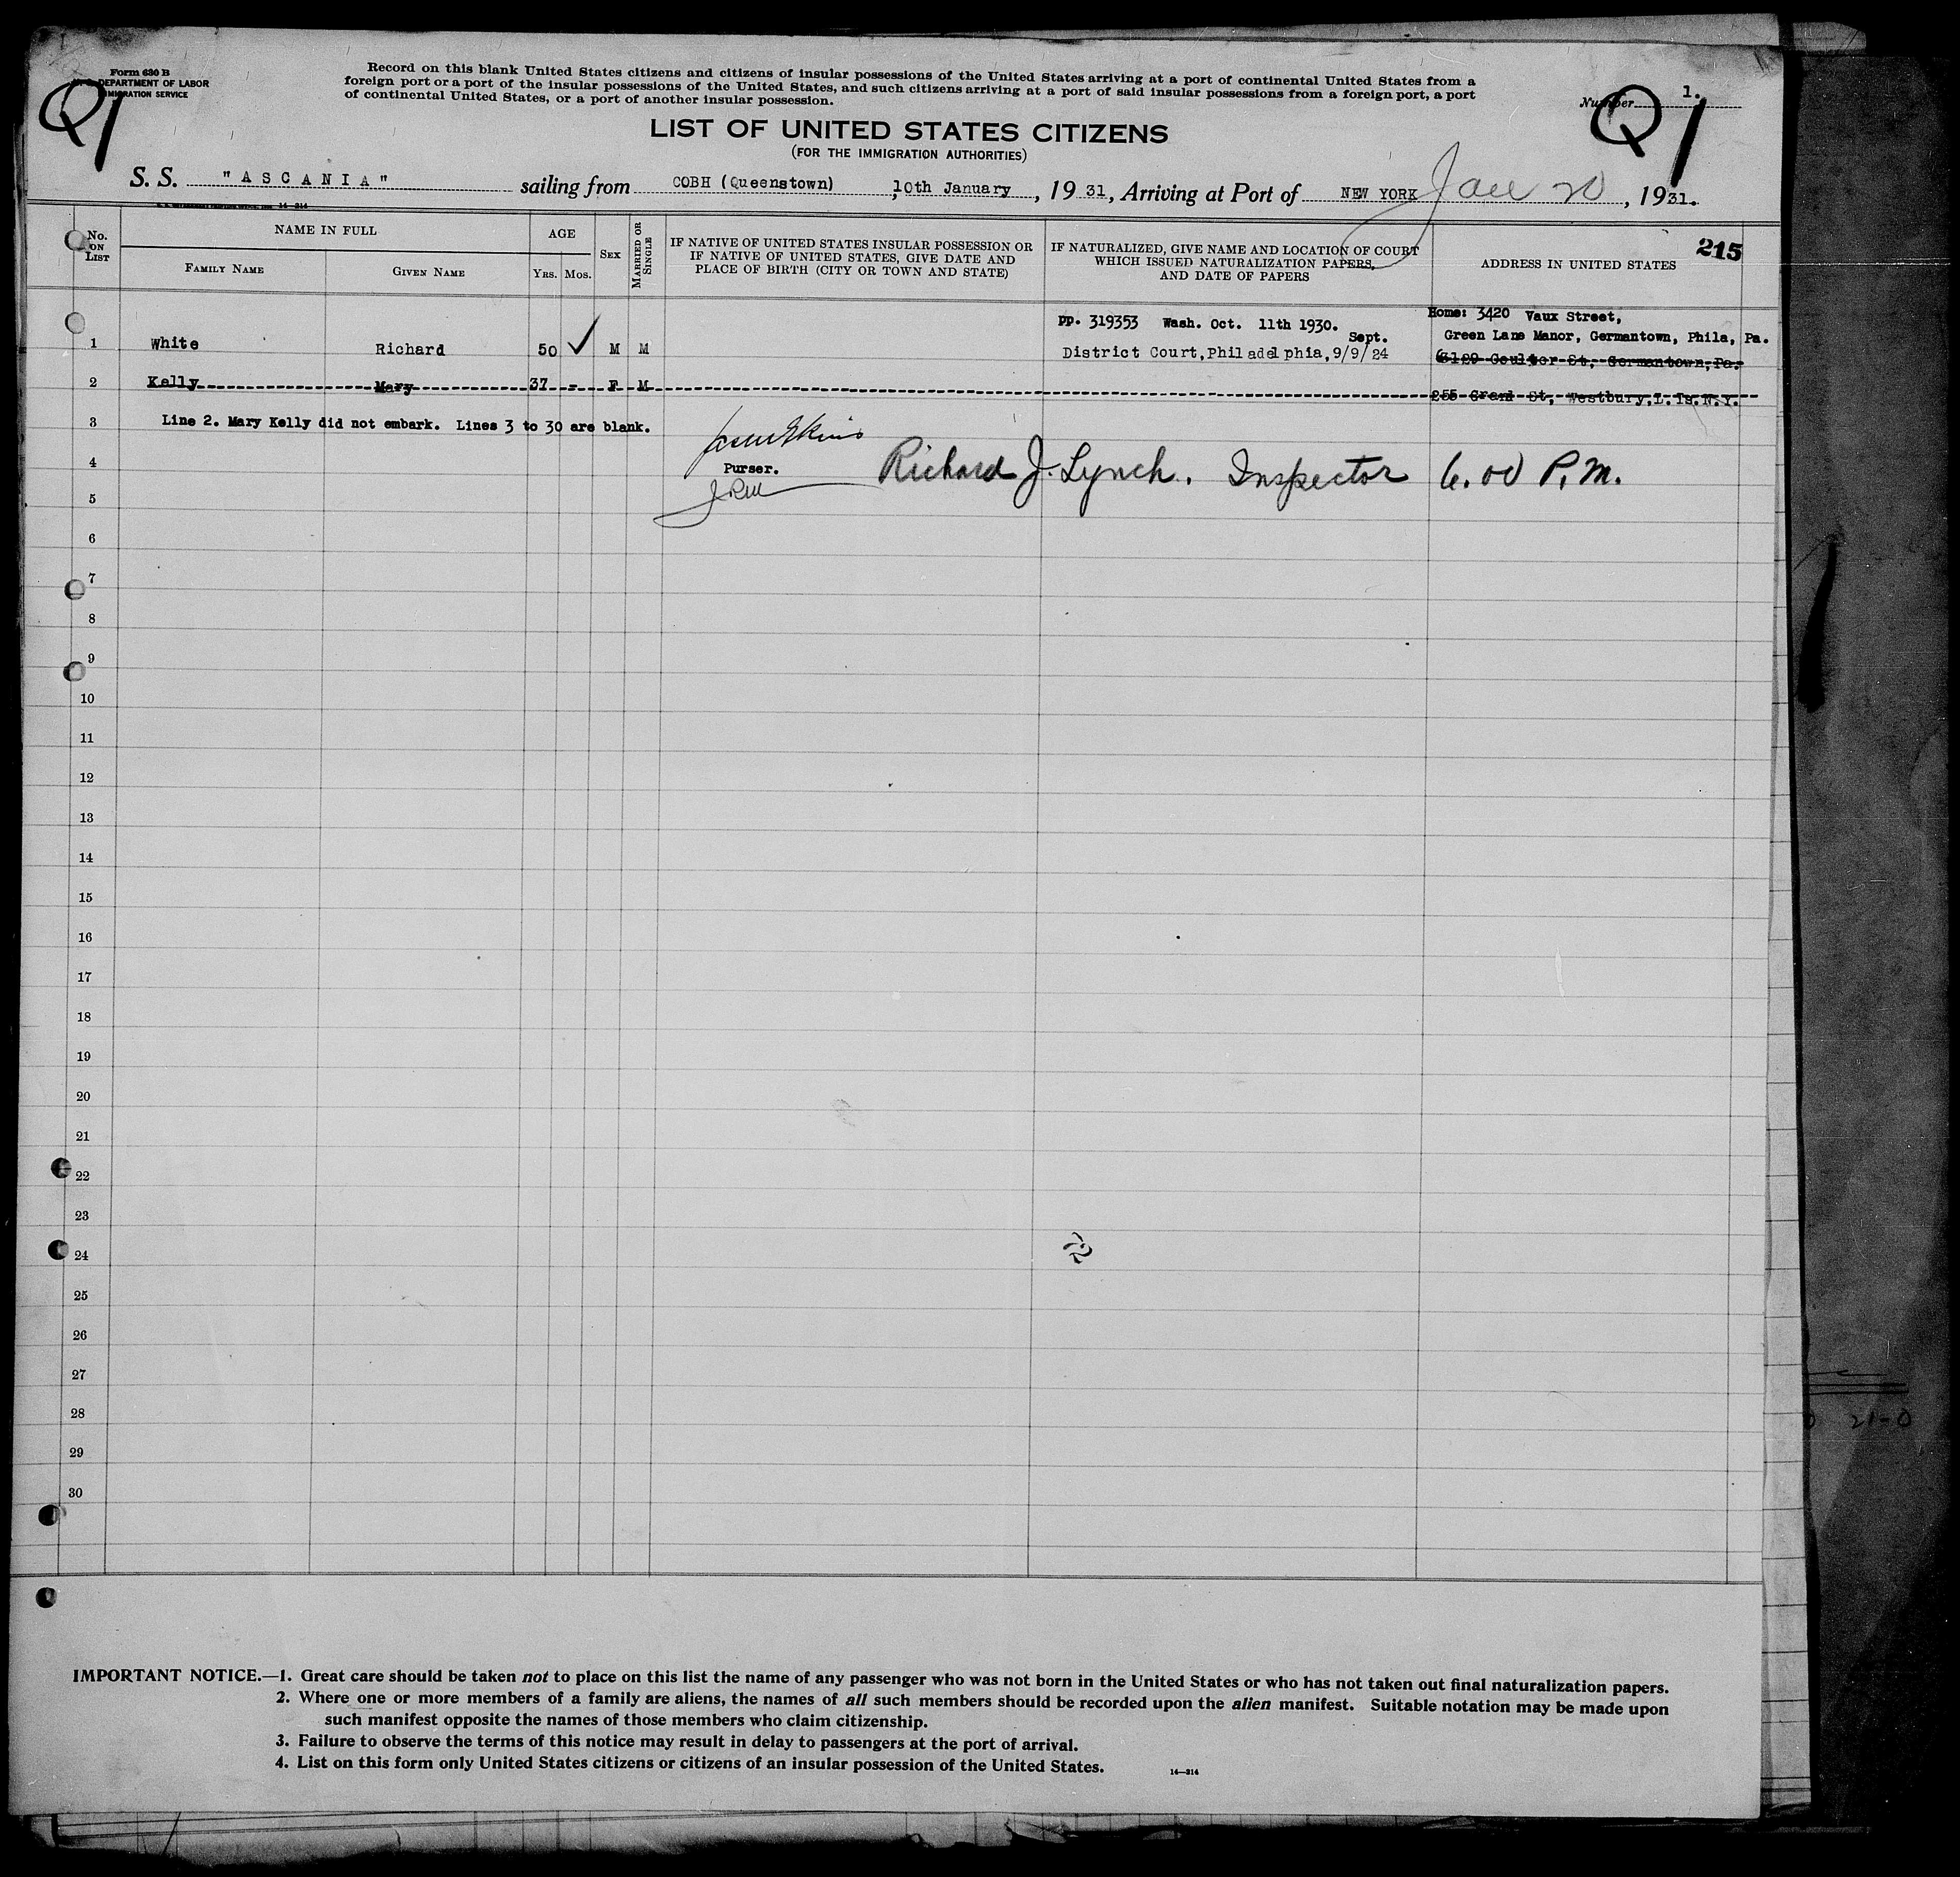 Form 630 B
DEPARTMENT OF LABOR
IMMIGRATION SERVICE
Q1
Record on this blank United States citizens and citizens of insular possessions of the United States arriving at a port of continental United States from a
foreign port or a port of the insular possessions of the United States, and such citizens arriving at a port of said insular possessions from a foreign port, a port
of continental United States, or a port of another insular possession.
Number 1.
Q1
LIST OF UNITED STATES CITIZENS
(FOR THE IMMIGRATION AUTHORITIES)
S. S. "ASCANIA" sailing from COBH (Queenstown), 10th January, 1931, Arriving at Port of NEW YORK Jan 20, 1931.
215
No. ON LIST
NAME IN FULL
FAMILY NAME
GIVEN NAME
AGE
YRS. MOS.
SEX
MARRIED OR SINGLE
IF NATIVE OF UNITED STATES INSULAR POSSESSION OR
IF NATIVE OF UNITED STATES, GIVE DATE AND
PLACE OF BIRTH (CITY OR TOWN AND STATE)
IF NATURALIZED, GIVE NAME AND LOCATION OF COURT
WHICH ISSUED NATURALIZATION PAPERS,
AND DATE OF PAPERS
ADDRESS IN UNITED STATES
pp. 319353 Wash. Oct. 11th 1930. Home: 3420 Vaux Street,
Sept. Green Lane Manor, Germantown, Phila, Pa.
1 White Richard 50 ✓ M M District Court, Philadelphia, 9/9/24 Coulter St, Germantown, Pa.
2 Kelly Mary 37 - F M 255 Grand St, Westbury, L. Is. N.Y.
3 Line 2. Mary Kelly did not embark. Lines 3 to 30 are blank.
4 Purser. Richard J. Lynch. Inspector 6.00 P.M.
5
6
7
8
9
10
11
12
13
14
15
16
17
18
19
20
21
22
23
24
25
26
27
28
29
30
21-0
IMPORTANT NOTICE.—1. Great care should be taken not to place on this list the name of any passenger who was not born in the United States or who has not taken out final naturalization papers.
2. Where one or more members of a family are aliens, the names of all such members should be recorded upon the alien manifest. Suitable notation may be made upon
such manifest opposite the names of those members who claim citizenship.
3. Failure to observe the terms of this notice may result in delay to passengers at the port of arrival.
4. List on this form only United States citizens or citizens of an insular possession of the United States.
14—314